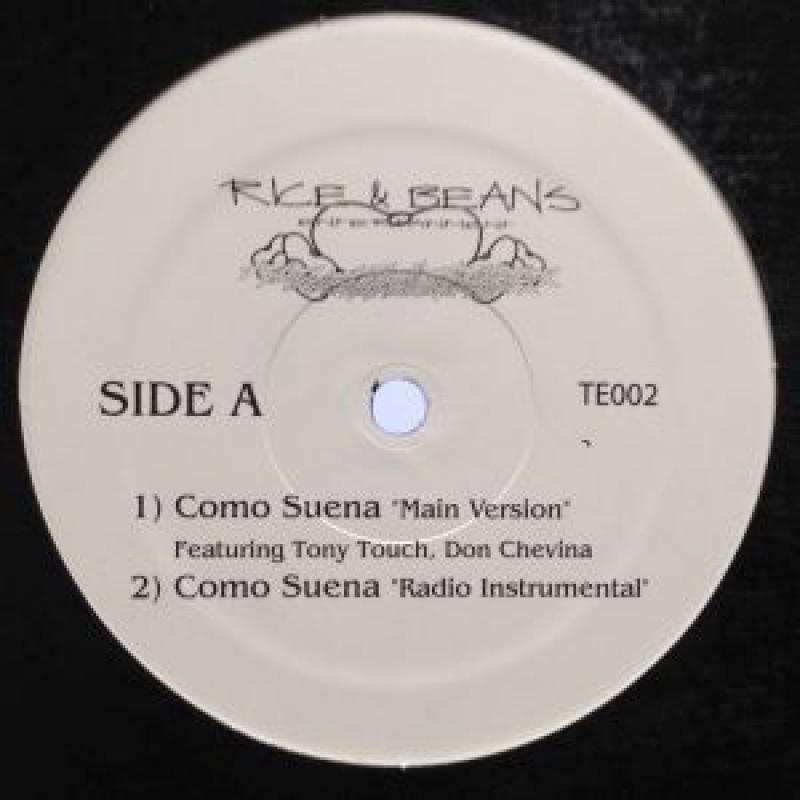 RICE & BEANS
entertainment
SIDE A
TE002
1) Como Suena "Main Version"
Featuring Tony Touch, Don Chevina
2) Como Suena "Radio Instrumental"